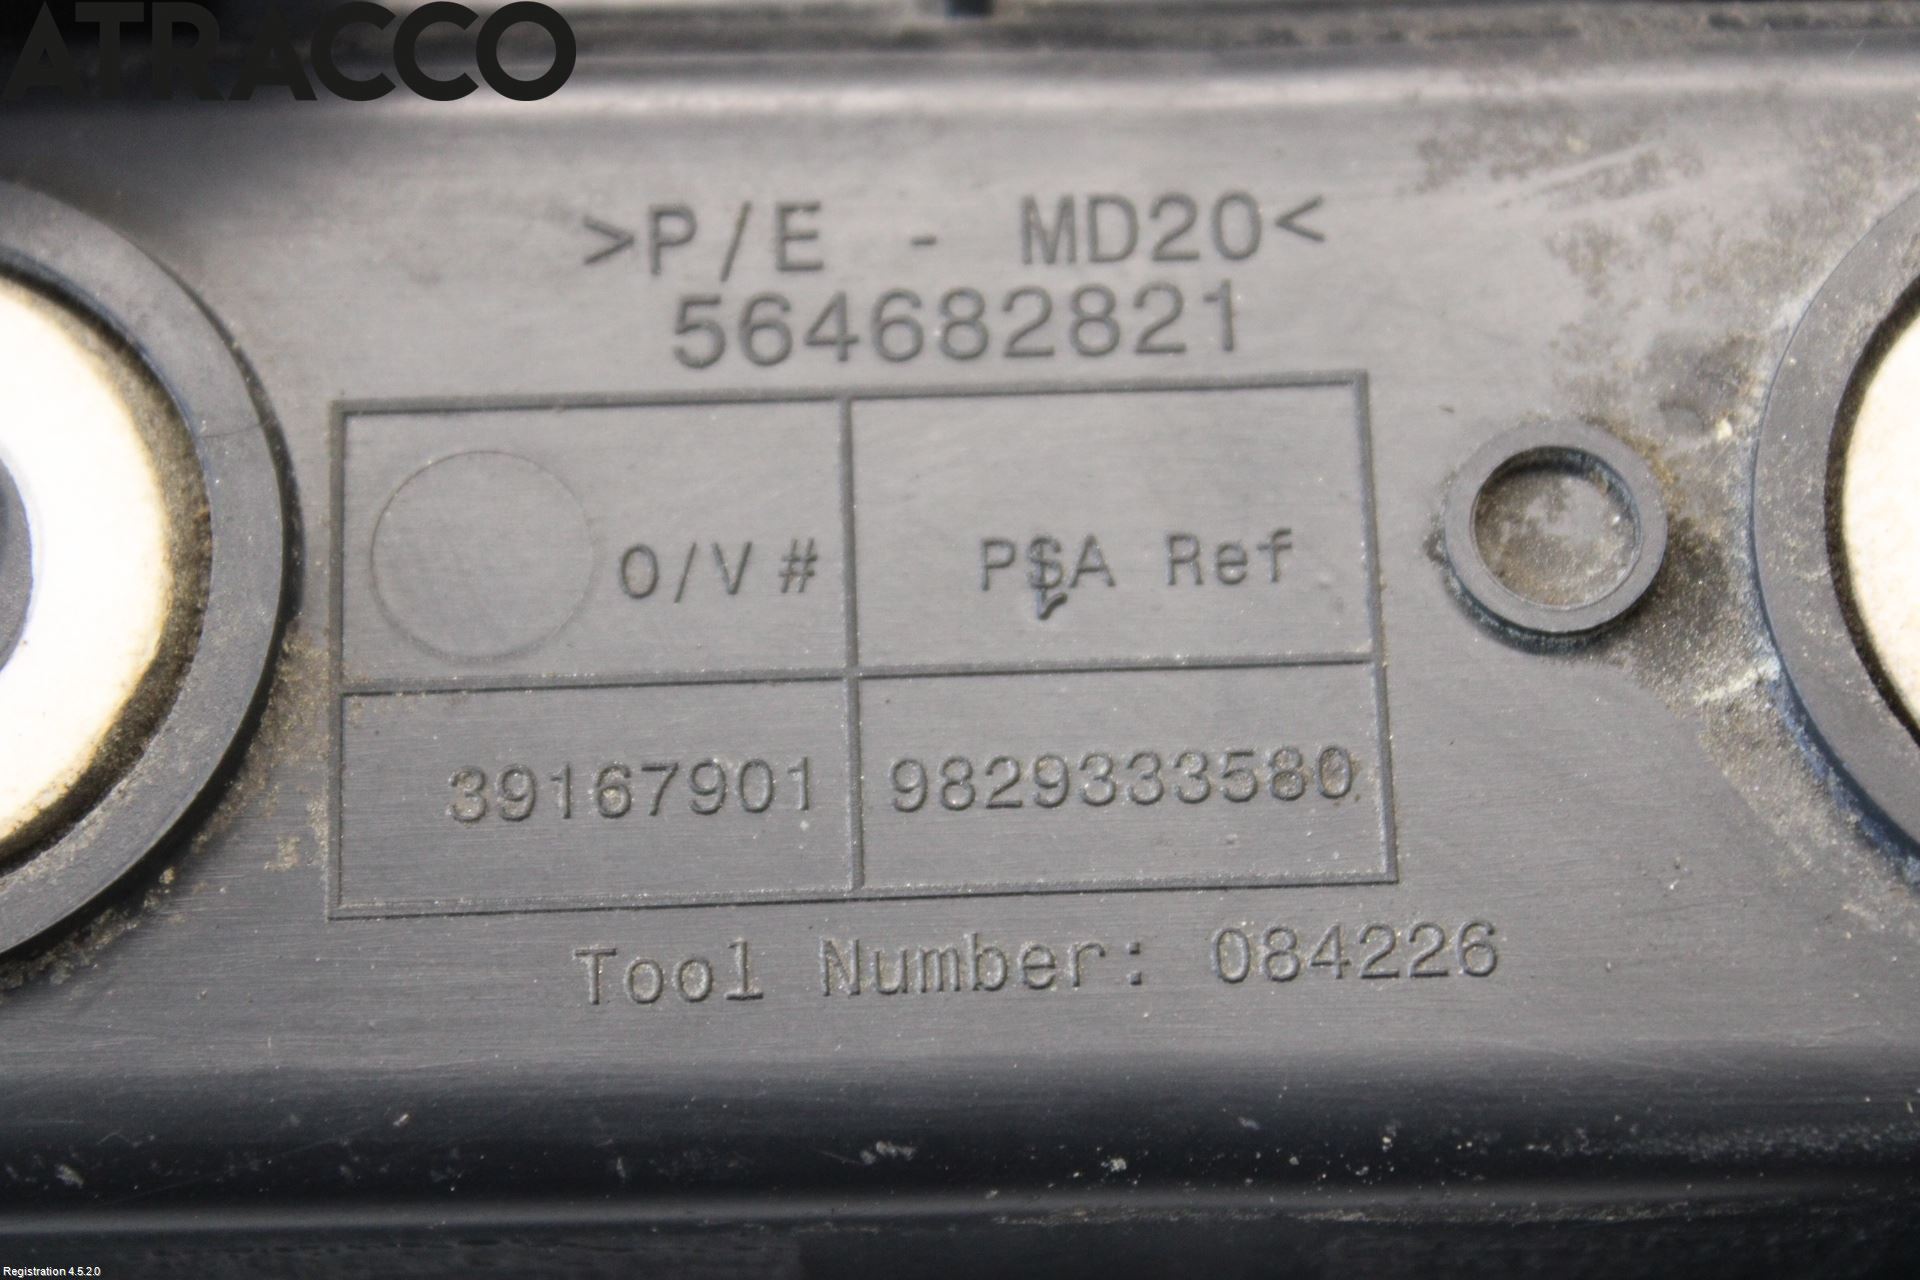 ATRACCO
>P/E - MD20<
564682821
O/V# PSA Ref
39167901 9829333580
Tool Number: 084226
Registration 4.5.2.0